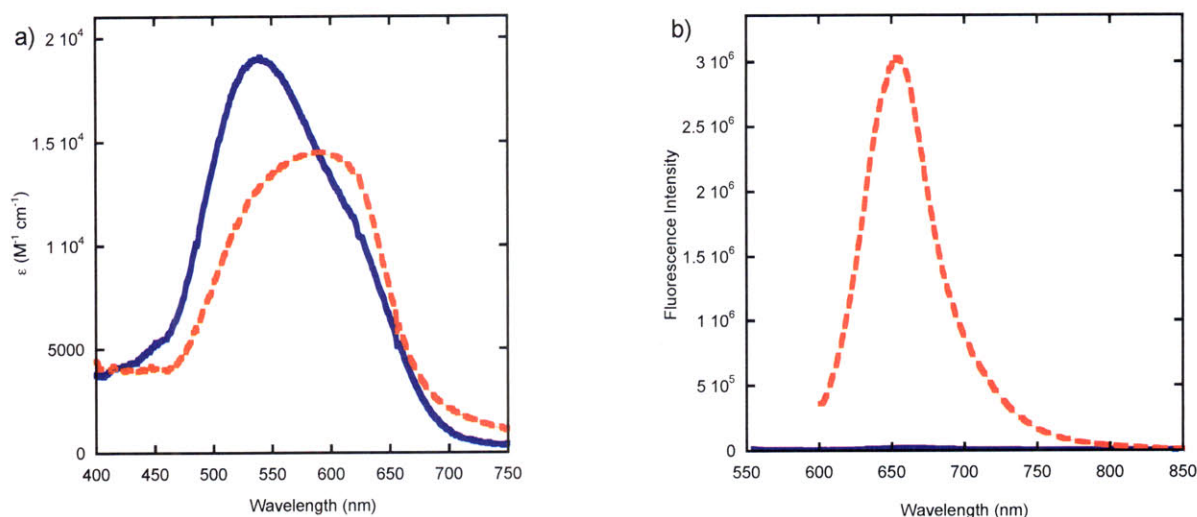 a)
2 10⁴
1.5 10⁴
1 10⁴
5000
0
ε (M⁻¹ cm⁻¹)
400 450 500 550 600 650 700 750
Wavelength (nm)
b)
3 10⁶
2.5 10⁶
2 10⁶
1.5 10⁶
1 10⁶
5 10⁵
0
Fluorescence Intensity
550 600 650 700 750 800 850
Wavelength (nm)